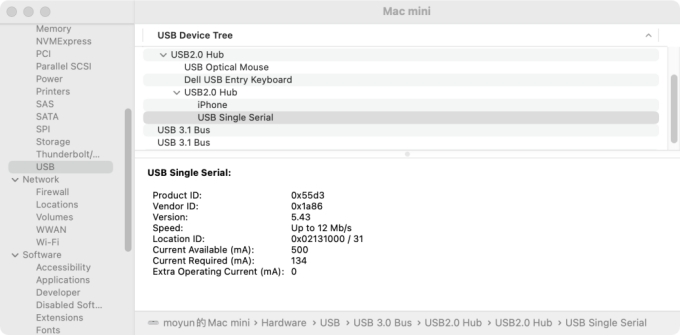 Mac mini
Memory
NVMExpress
PCI
Parallel SCSI
Power
Printers
SAS
SATA
SPI
Storage
Thunderbolt/...
USB
Network
Firewall
Locations
Volumes
WWAN
Wi-Fi
Software
Accessibility
Applications
Developer
Disabled Soft...
Extensions
Fonts
USB Device Tree
USB2.0 Hub
USB Optical Mouse
Dell USB Entry Keyboard
USB2.0 Hub
iPhone
USB Single Serial
USB 3.1 Bus
USB 3.1 Bus
USB Single Serial:
Product ID: 0x55d3
Vendor ID: 0x1a86
Version: 5.43
Speed: Up to 12 Mb/s
Location ID: 0x02131000 / 31
Current Available (mA): 500
Current Required (mA): 134
Extra Operating Current (mA): 0
moyun的Mac mini › Hardware › USB › USB 3.0 Bus › USB2.0 Hub › USB2.0 Hub › USB Single Serial